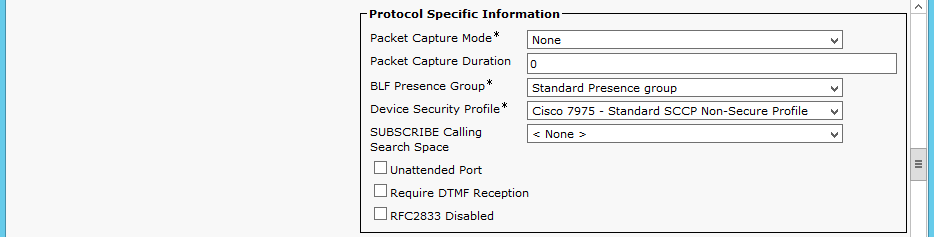 Protocol Specific Information
Packet Capture Mode* None
Packet Capture Duration 0
BLF Presence Group* Standard Presence group
Device Security Profile* Cisco 7975 - Standard SCCP Non-Secure Profile
SUBSCRIBE Calling < None >
Search Space
Unattended Port
Require DTMF Reception
RFC2833 Disabled